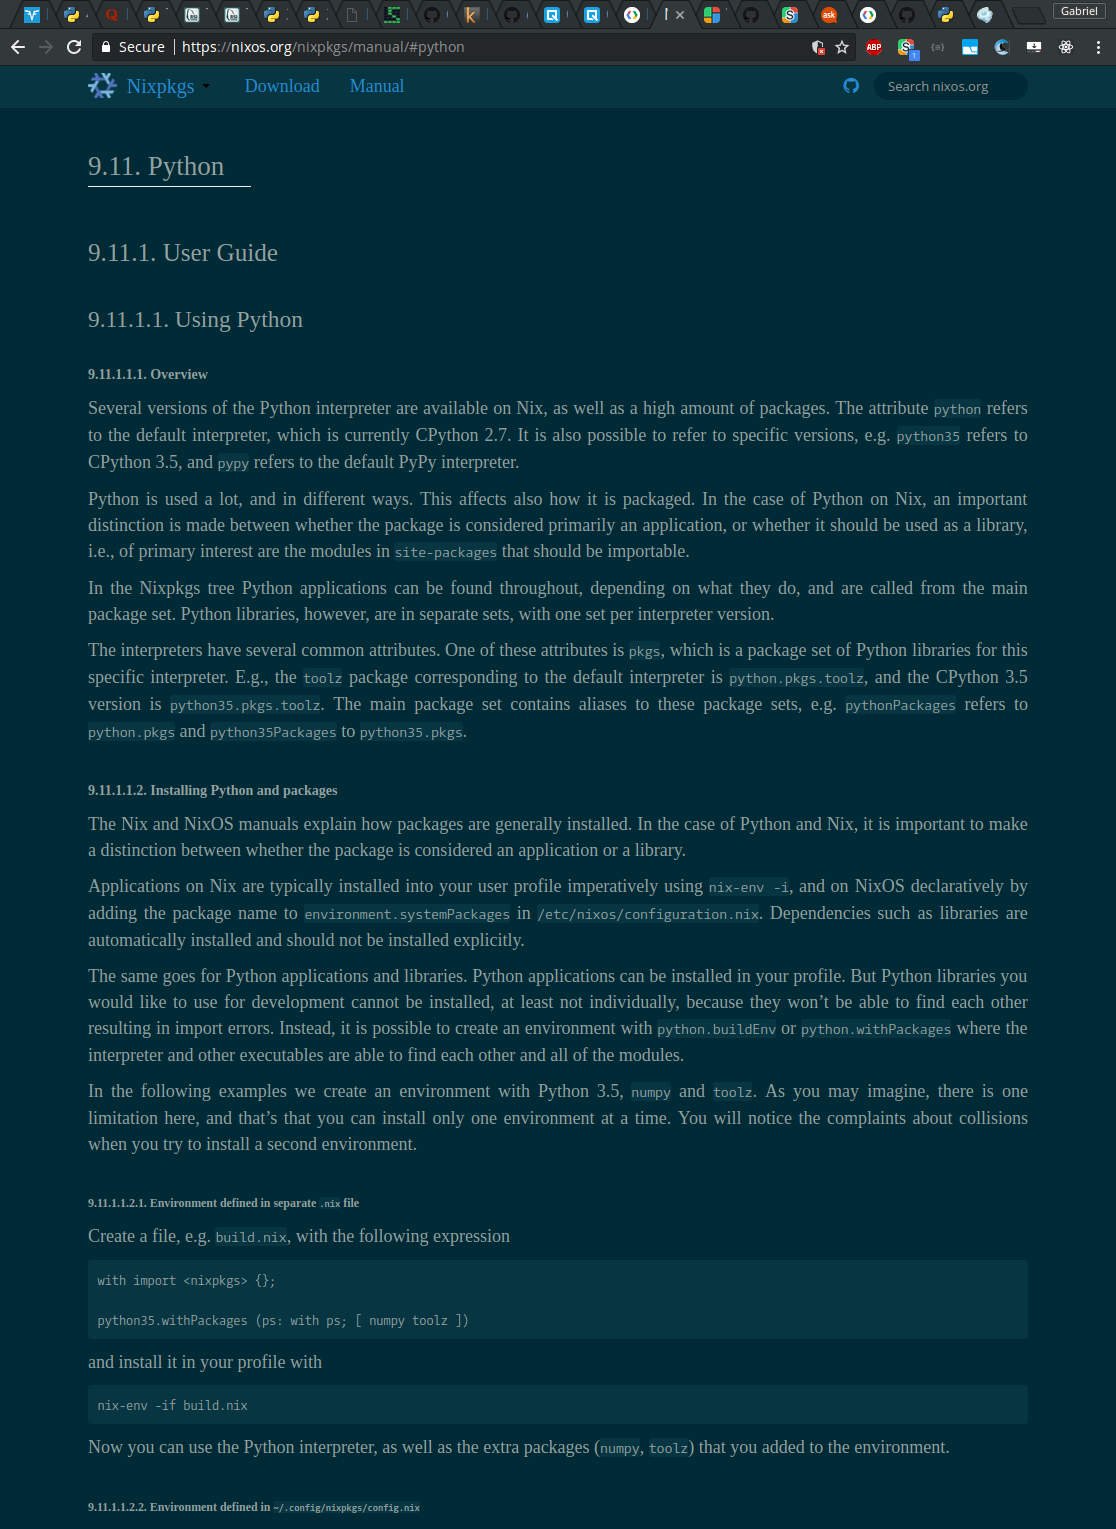 Gabriel
Secure | https://nixos.org/nixpkgs/manual/#python
ABP
1
Nixpkgs Download Manual
Search nixos.org
9.11. Python
9.11.1. User Guide
9.11.1.1. Using Python
9.11.1.1.1. Overview
Several versions of the Python interpreter are available on Nix, as well as a high amount of packages. The attribute python refers
to the default interpreter, which is currently CPython 2.7. It is also possible to refer to specific versions, e.g. python35 refers to
CPython 3.5, and pypy refers to the default PyPy interpreter.
Python is used a lot, and in different ways. This affects also how it is packaged. In the case of Python on Nix, an important
distinction is made between whether the package is considered primarily an application, or whether it should be used as a library,
i.e., of primary interest are the modules in site-packages that should be importable.
In the Nixpkgs tree Python applications can be found throughout, depending on what they do, and are called from the main
package set. Python libraries, however, are in separate sets, with one set per interpreter version.
The interpreters have several common attributes. One of these attributes is pkgs, which is a package set of Python libraries for this
specific interpreter. E.g., the toolz package corresponding to the default interpreter is python.pkgs.toolz, and the CPython 3.5
version is python35.pkgs.toolz. The main package set contains aliases to these package sets, e.g. pythonPackages refers to
python.pkgs and python35Packages to python35.pkgs.
9.11.1.1.2. Installing Python and packages
The Nix and NixOS manuals explain how packages are generally installed. In the case of Python and Nix, it is important to make
a distinction between whether the package is considered an application or a library.
Applications on Nix are typically installed into your user profile imperatively using nix-env -i, and on NixOS declaratively by
adding the package name to environment.systemPackages in /etc/nixos/configuration.nix. Dependencies such as libraries are
automatically installed and should not be installed explicitly.
The same goes for Python applications and libraries. Python applications can be installed in your profile. But Python libraries you
would like to use for development cannot be installed, at least not individually, because they won’t be able to find each other
resulting in import errors. Instead, it is possible to create an environment with python.buildEnv or python.withPackages where the
interpreter and other executables are able to find each other and all of the modules.
In the following examples we create an environment with Python 3.5, numpy and toolz. As you may imagine, there is one
limitation here, and that’s that you can install only one environment at a time. You will notice the complaints about collisions
when you try to install a second environment.
9.11.1.1.2.1. Environment defined in separate .nix file
Create a file, e.g. build.nix, with the following expression
with import <nixpkgs> {};
python35.withPackages (ps: with ps; [ numpy toolz ])
and install it in your profile with
nix-env -if build.nix
Now you can use the Python interpreter, as well as the extra packages (numpy, toolz) that you added to the environment.
9.11.1.1.2.2. Environment defined in ~/.config/nixpkgs/config.nix